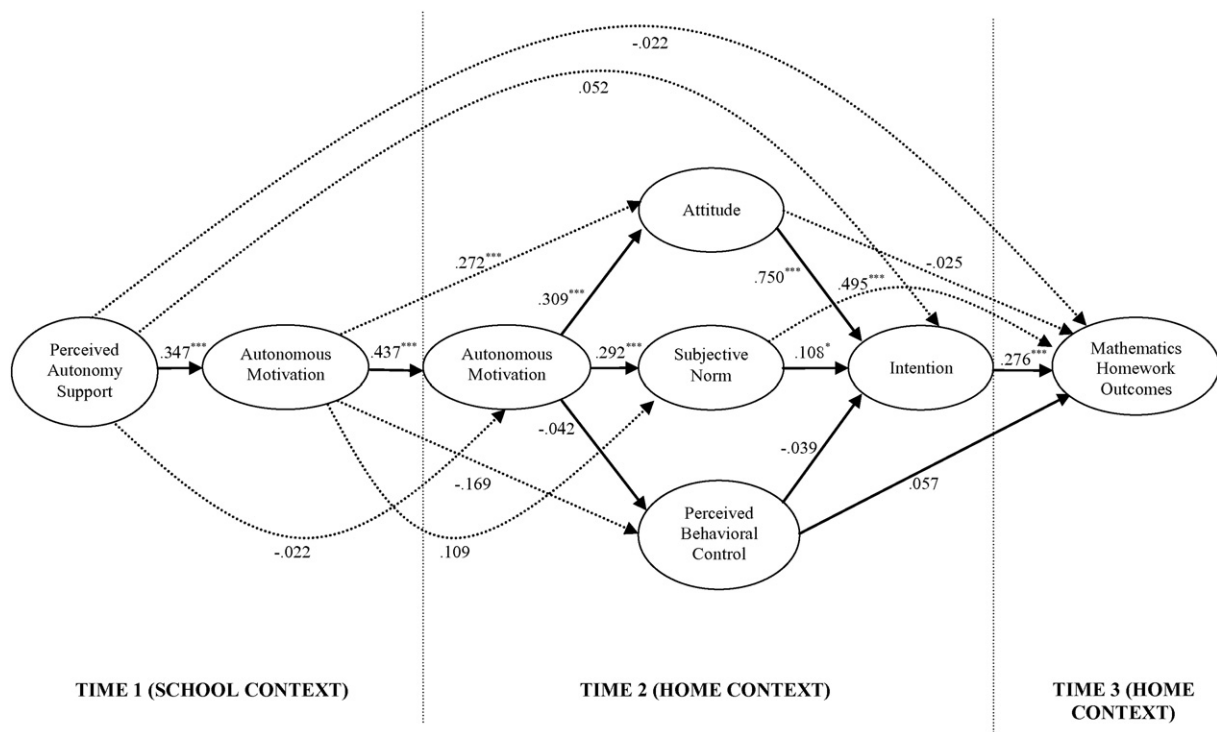 -.022
.052
Attitude
.272***
-.025
.309***
.750***
.495***
Perceived
Autonomy
Support
.347***
Autonomous
Motivation
.437***
Autonomous
Motivation
.292***
Subjective
Norm
.108*
Intention
.276***
Mathematics
Homework
Outcomes
-.042
-.039
-.169
.057
Perceived
Behavioral
Control
-.022
.109
TIME 1 (SCHOOL CONTEXT)
TIME 2 (HOME CONTEXT)
TIME 3 (HOME
CONTEXT)